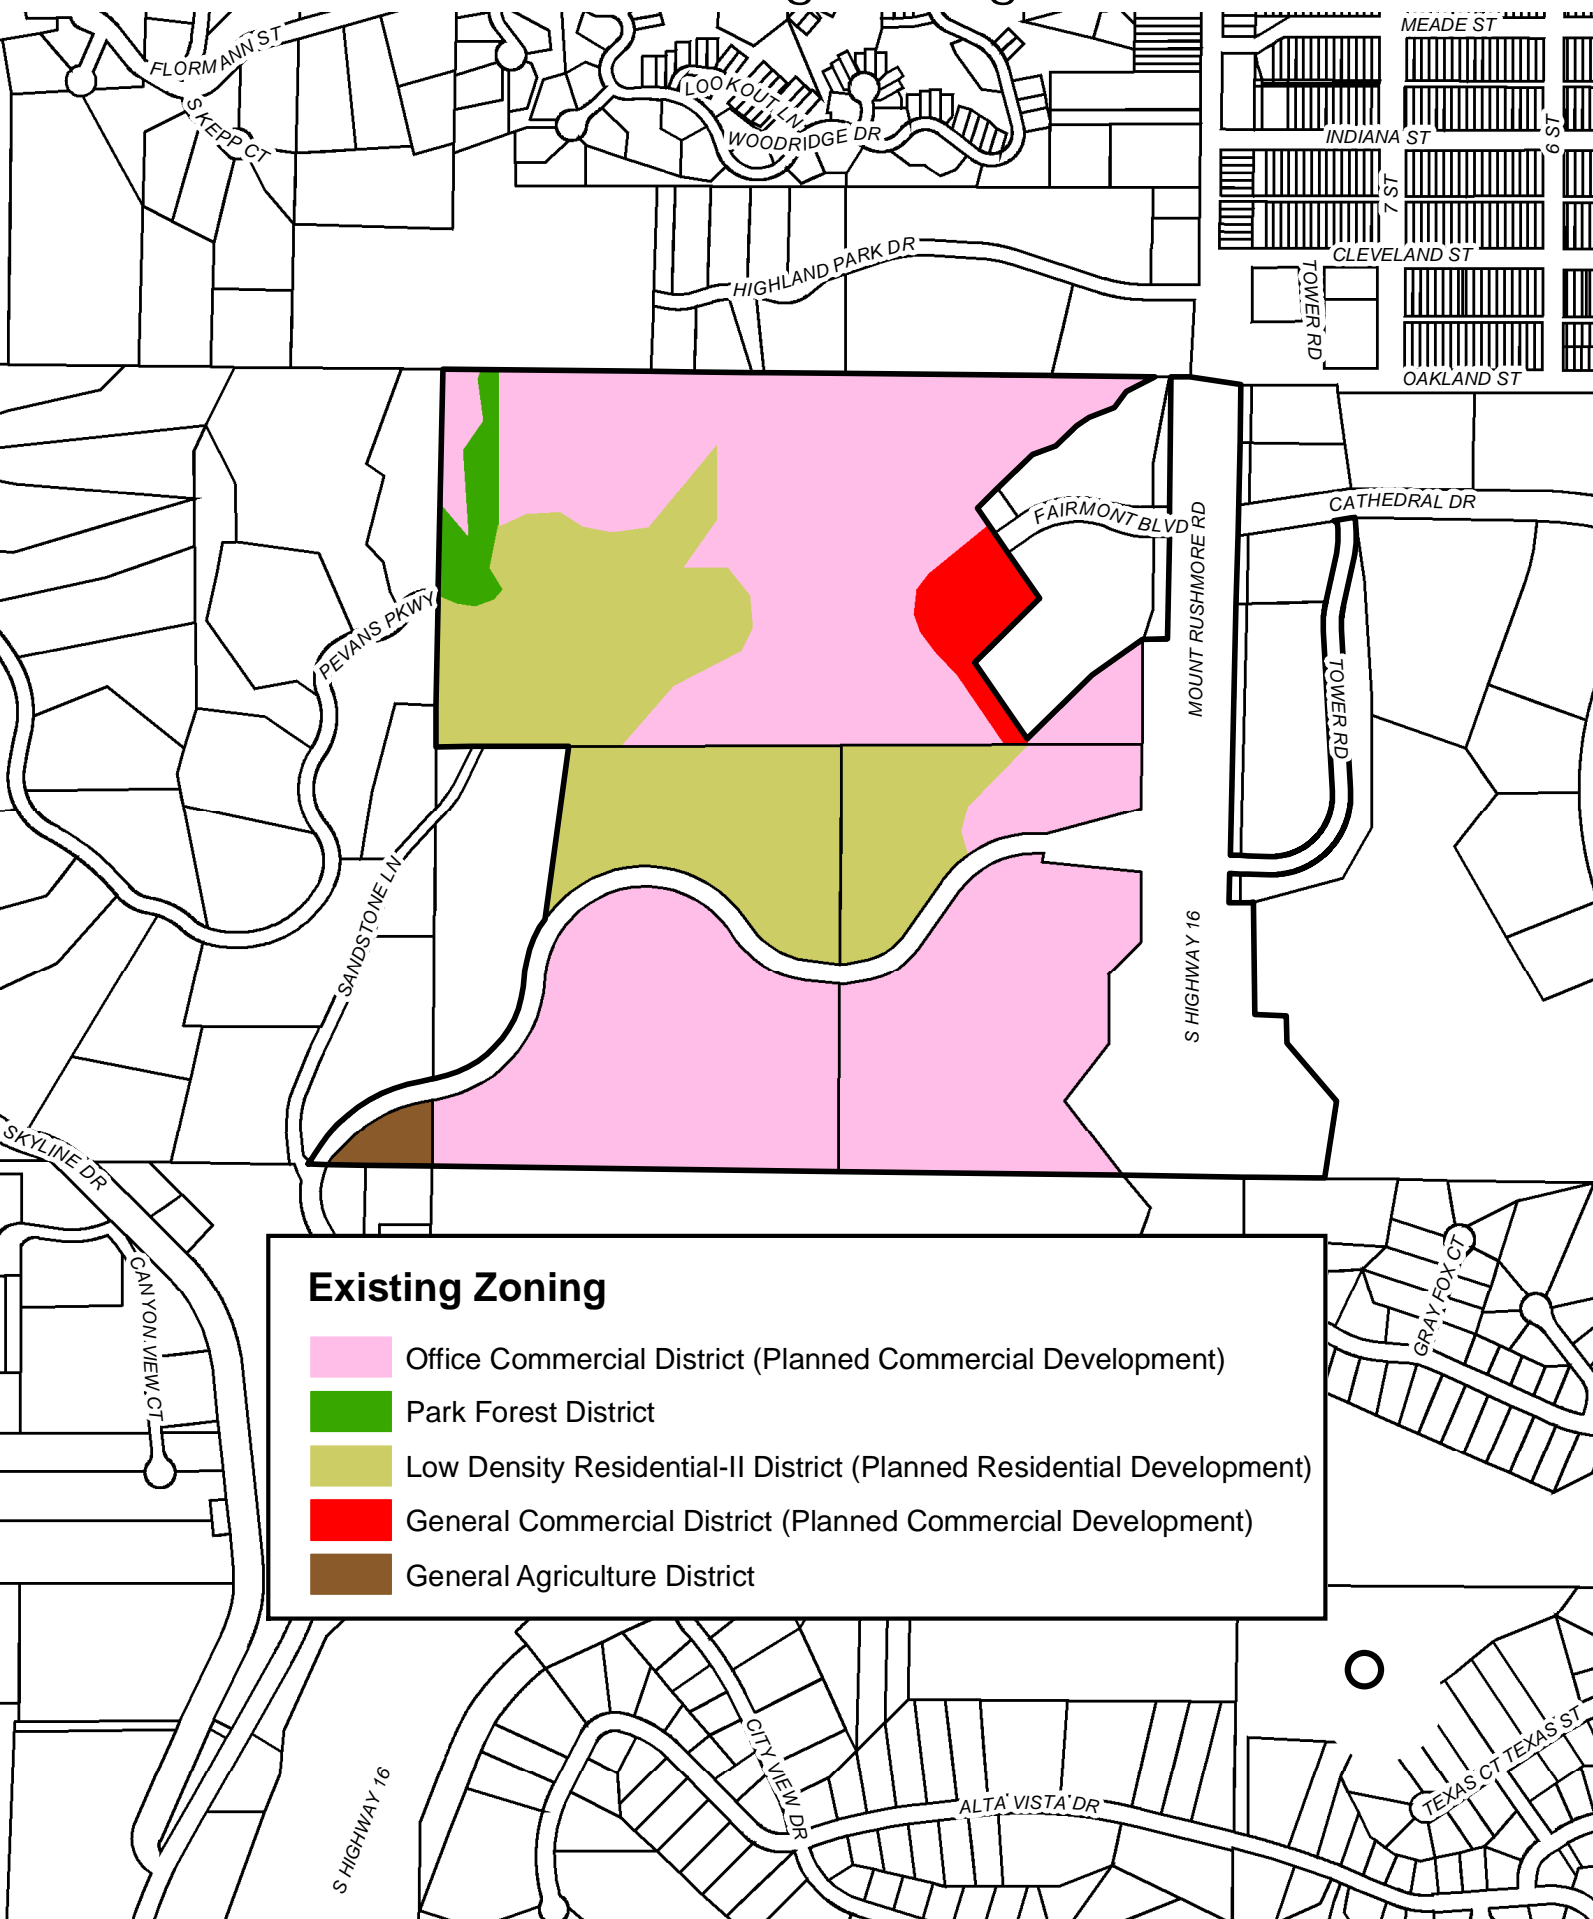 MEADE ST
FLORMANN ST
LOOKOUT LN
S KEPP CT
WOODRIDGE DR
INDIANA ST
6 ST
7 ST
CLEVELAND ST
HIGHLAND PARK DR
TOWER RD
OAKLAND ST
CATHEDRAL DR
FAIRMONT BLVD
MOUNT RUSHMORE RD
PEVANS PKWY
TOWER RD
SANDSTONE LN
S HIGHWAY 16
SKYLINE DR
CANYON VIEW CT
GRAY FOX CT
Existing Zoning
Office Commercial District (Planned Commercial Development)
Park Forest District
Low Density Residential-II District (Planned Residential Development)
General Commercial District (Planned Commercial Development)
General Agriculture District
CITY VIEW DR
TEXAS ST
TEXAS CT
ALTA VISTA DR
S HIGHWAY 16